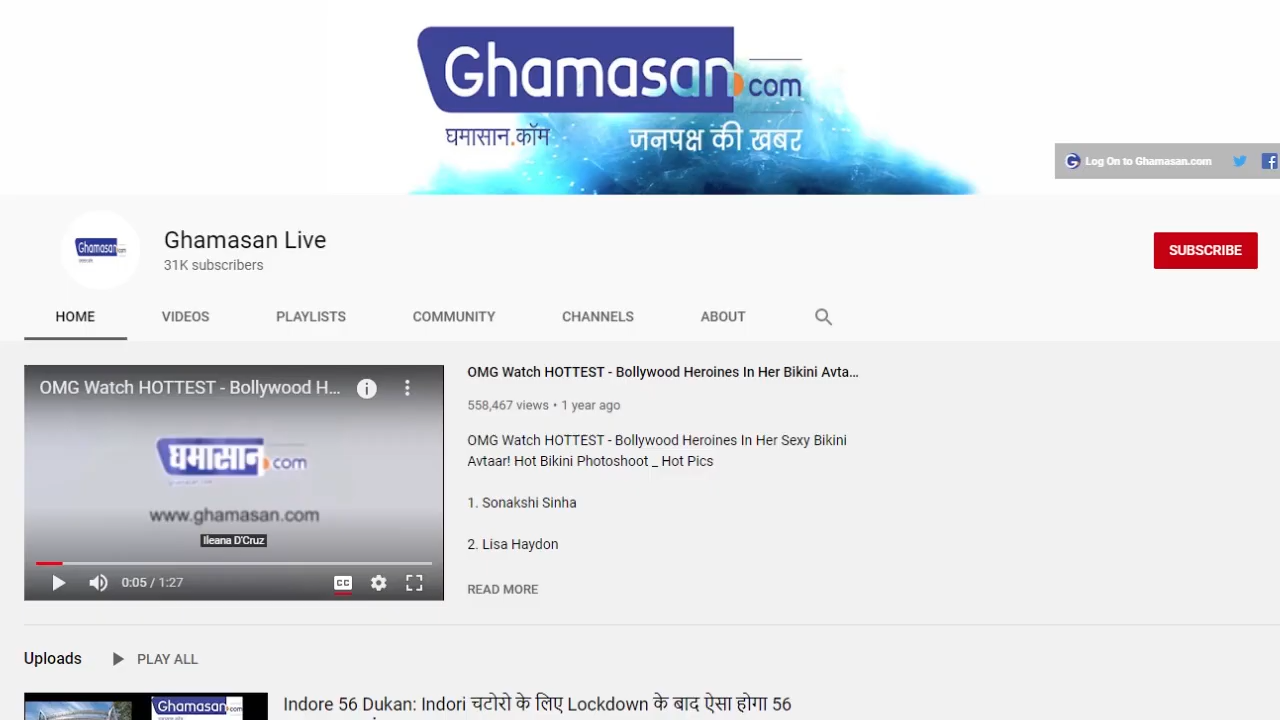 Ghamasan.com
घमासान.कॉम जनपक्ष की खबर
Log On to Ghamasan.com
Ghamasan
Ghamasan Live
31K subscribers
SUBSCRIBE
HOME VIDEOS PLAYLISTS COMMUNITY CHANNELS ABOUT
OMG Watch HOTTEST - Bollywood H...
घमासान.com
www.ghamasan.com
Ileana D'Cruz
0:05 / 1:27
CC
OMG Watch HOTTEST - Bollywood Heroines In Her Bikini Avta...
558,467 views • 1 year ago
OMG Watch HOTTEST - Bollywood Heroines In Her Sexy Bikini
Avtaar! Hot Bikini Photoshoot _ Hot Pics
1. Sonakshi Sinha
2. Lisa Haydon
READ MORE
Uploads PLAY ALL
Ghamasan.com
Indore 56 Dukan: Indori चटोरो के लिए Lockdown के बाद ऐसा होगा 56